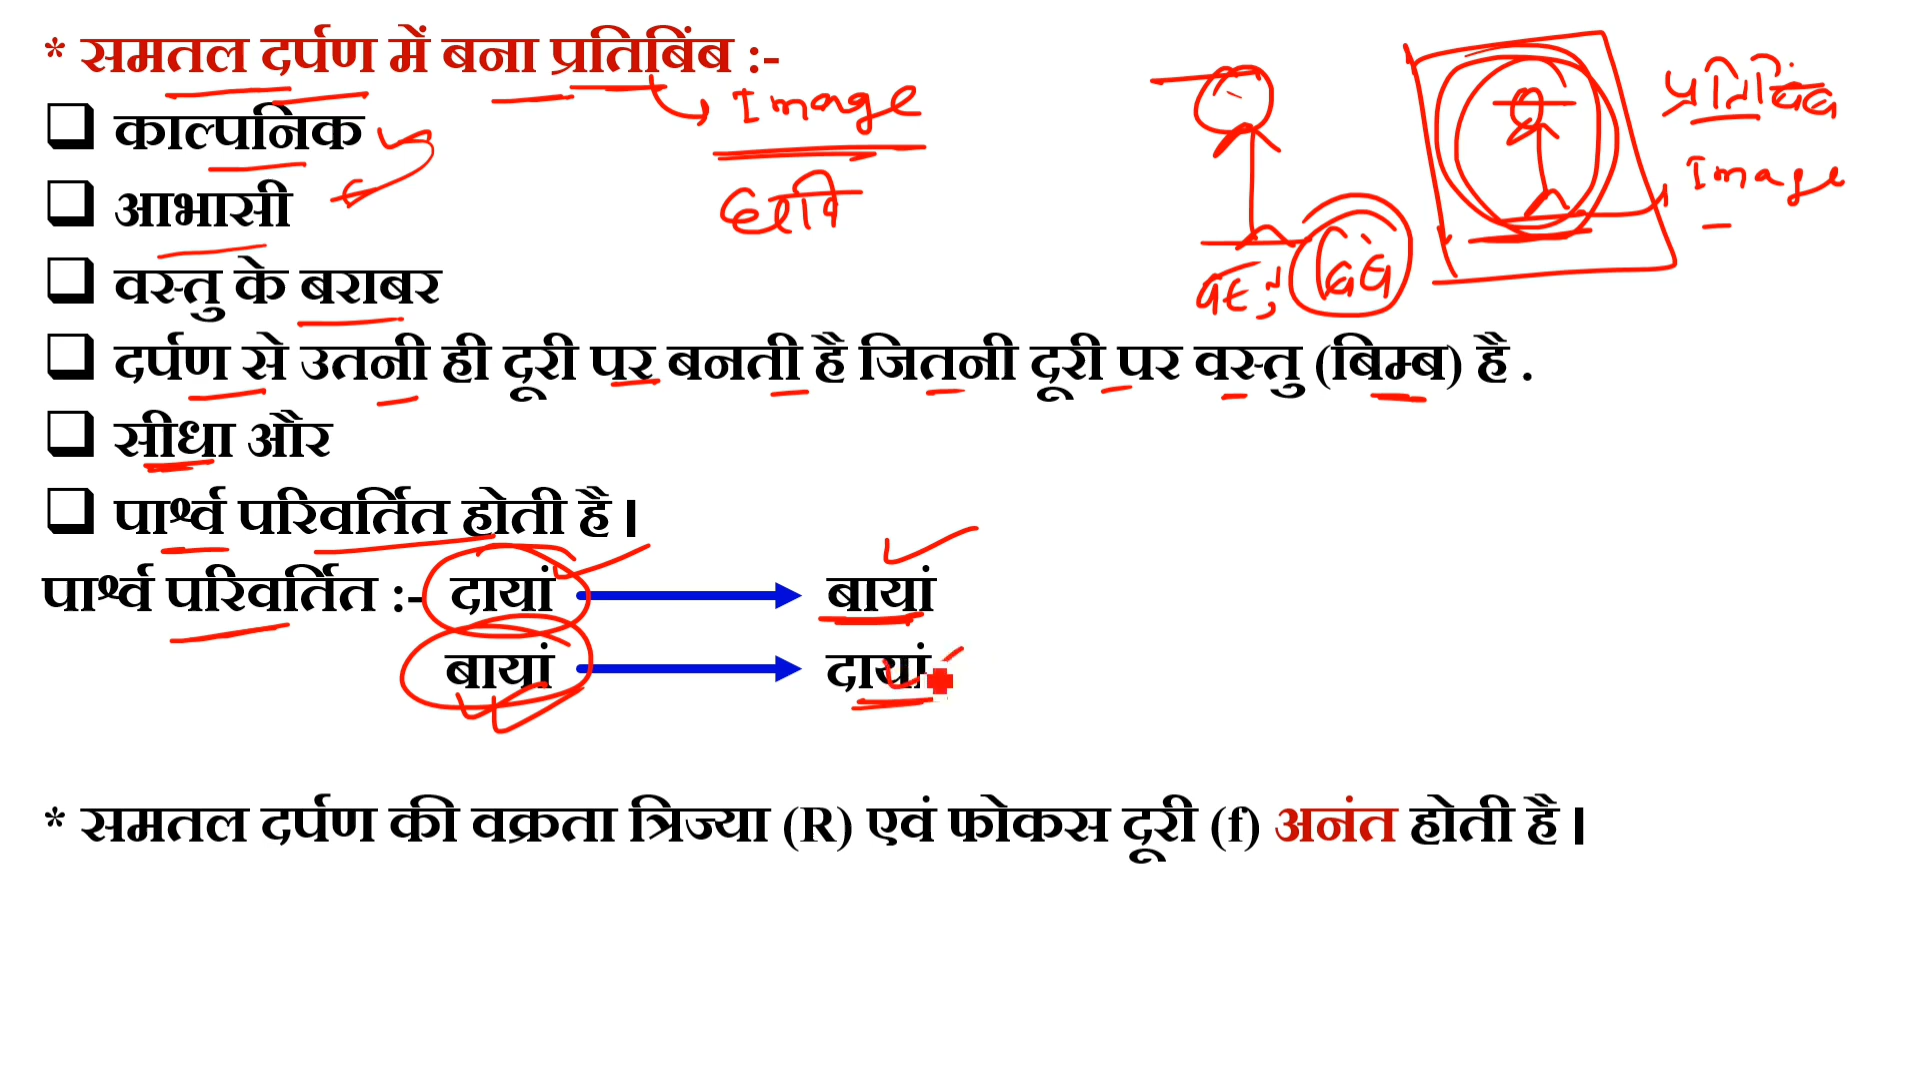 * समतल दर्पण में बना प्रतिबिंब :-
Image
छवि
❑ काल्पनिक
❑ आभासी
❑ वस्तु के बराबर
❑ दर्पण से उतनी ही दूरी पर बनती है जितनी दूरी पर वस्तु (बिम्ब) है .
❑ सीधा और
❑ पार्श्व परिवर्तित होती है।
पार्श्व परिवर्तित :- दायां → बायां
बायां → दायां
* समतल दर्पण की वक्रता त्रिज्या (R) एवं फोकस दूरी (f) अनंत होती है।
प्रतिबिंब
Image
बिंब